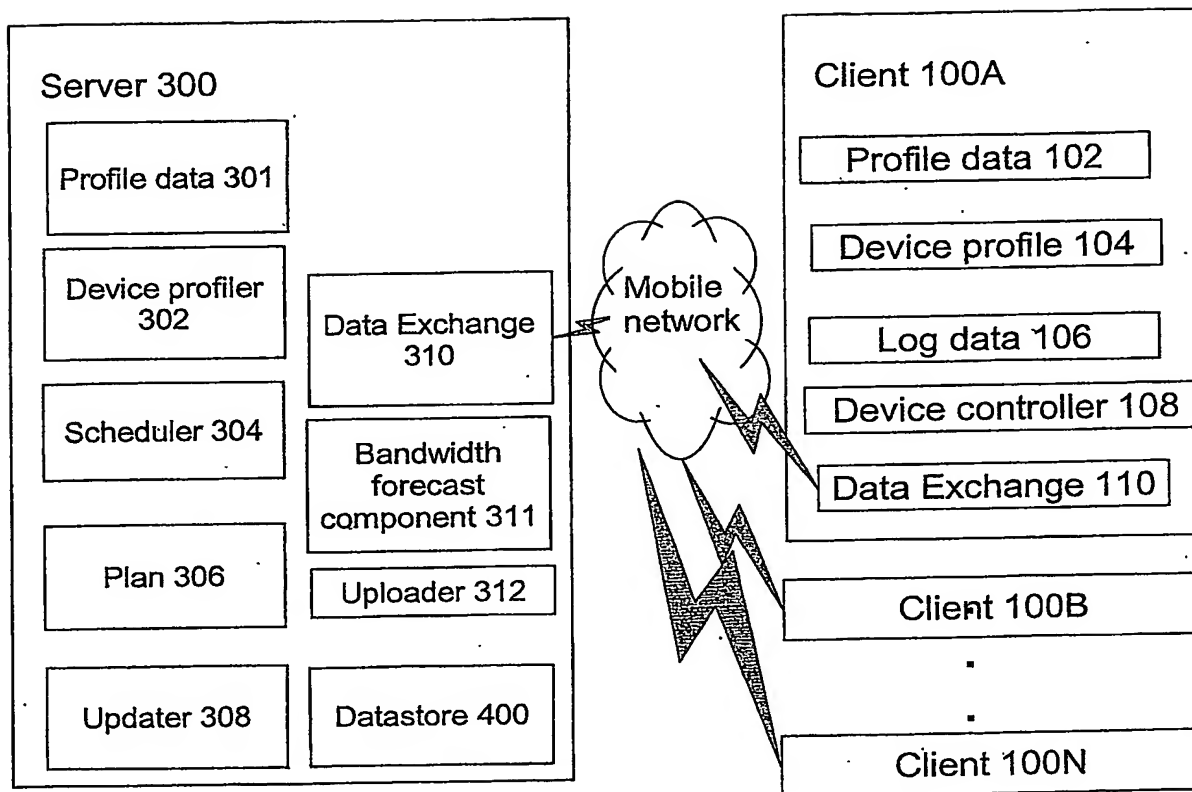 Server 300
Profile data 301
Device profiler
302
Scheduler 304
Plan 306
Updater 308
Data Exchange
310
Bandwidth
forecast
component 311
Uploader 312
Datastore 400
Mobile
network
Client 100A
Profile data 102
Device profile 104
Log data 106
Device controller 108
Data Exchange 110
Client 100B
Client 100N